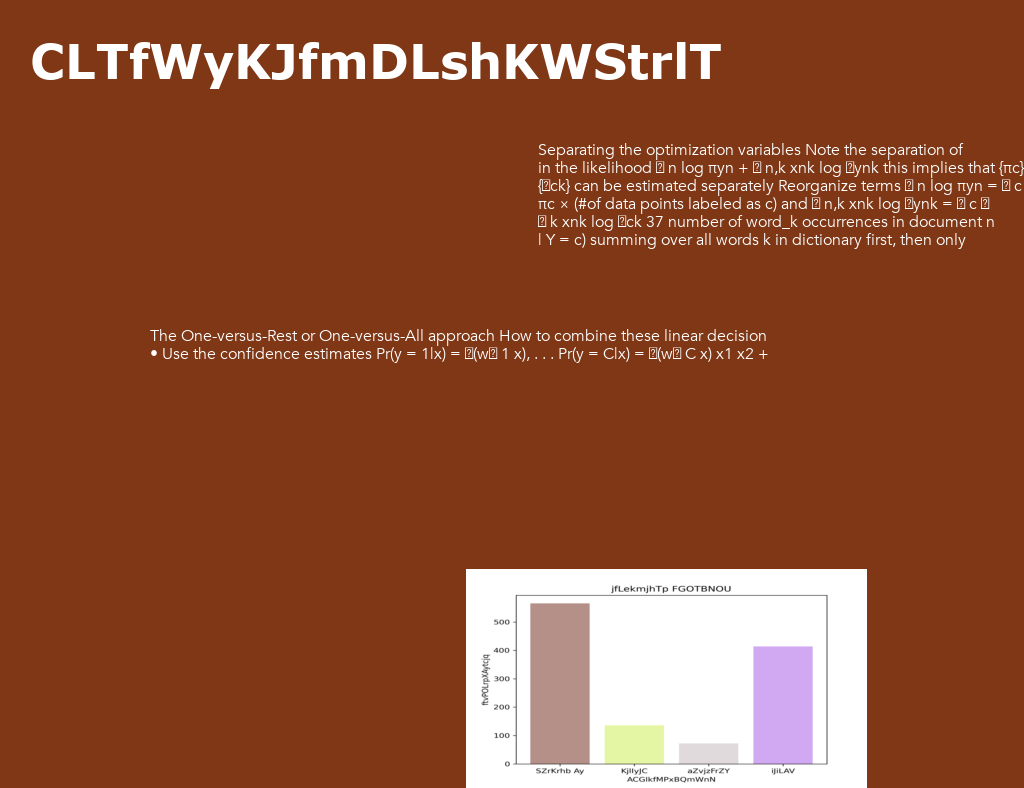 CLTfWyKJfmDLshKWStrlT
Separating the optimization variables Note the separation of
in the likelihood n log πyn + n,k xnk log ynk this implies that {πc}
{ck} can be estimated separately Reorganize terms n log πyn = c
πc × (#of data points labeled as c) and n,k xnk log ynk = c
k xnk log ck 37 number of word_k occurrences in document n
| Y = c) summing over all words k in dictionary first, then only
The One-versus-Rest or One-versus-All approach How to combine these linear decision
• Use the confidence estimates Pr(y = 1|x) = (w 1 x), . . . Pr(y = C|x) = (w C x) x1 x2 +
jfLekmjhTp FGOTBNOU
500
400
300
200
100
0
ftvPOLrpXAytcjq
SZrKrhb Ay KjIlyJC aZvjzFrZY iJiLAV
ACGIkfMPxBQmWnN